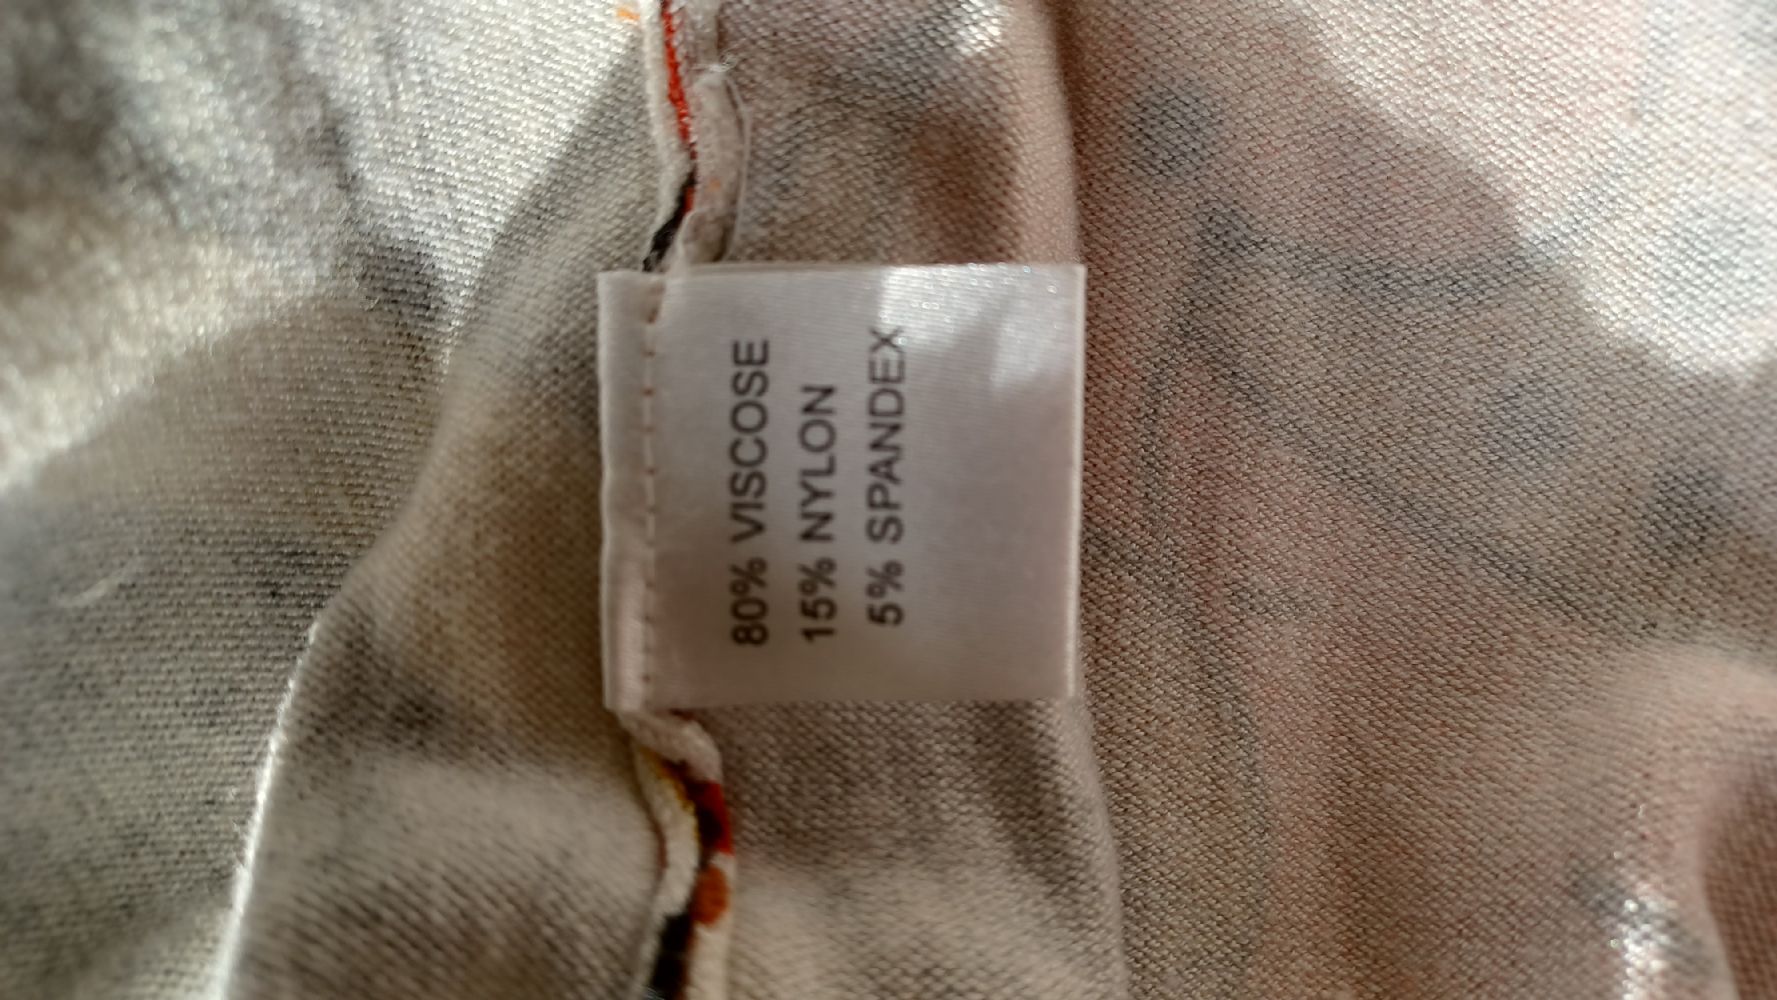 80% VISCOSE
15% NYLON
5% SPANDEX